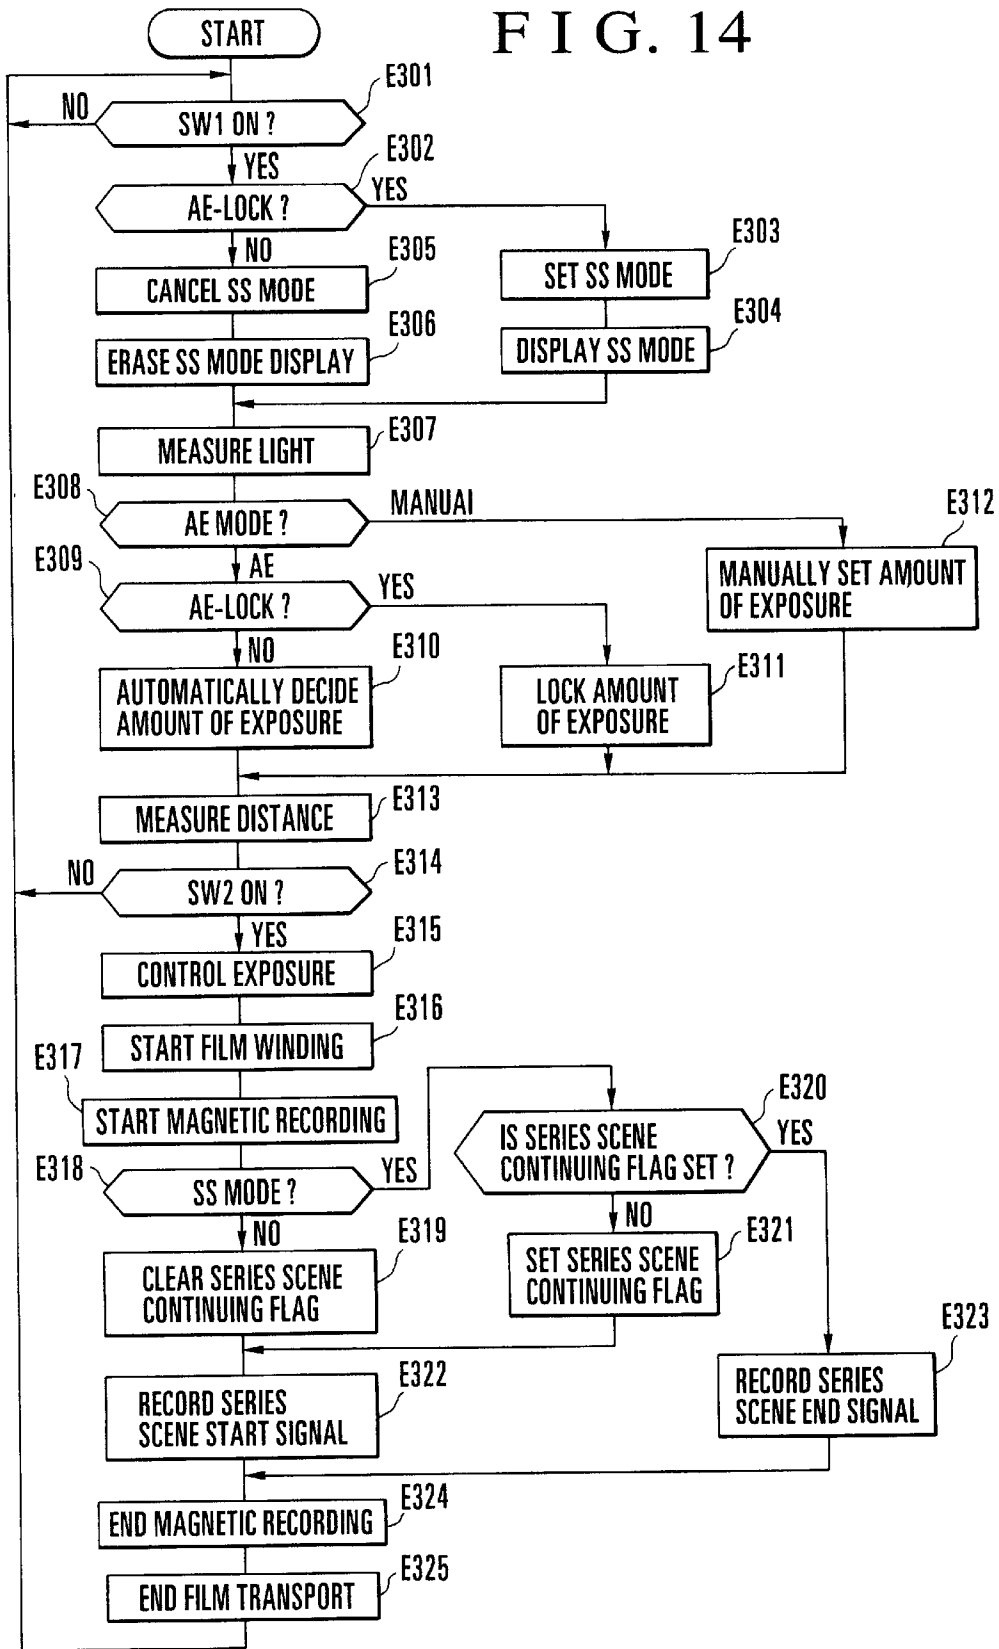 FIG. 14
START
E301
NO
SW1 ON ?
YES
E302
AE-LOCK ?
YES
NO
E303
SET SS MODE
E304
DISPLAY SS MODE
E305
CANCEL SS MODE
E306
ERASE SS MODE DISPLAY
E307
MEASURE LIGHT
E308
AE MODE ?
MANUAl
AE
E312
MANUALLY SET AMOUNT
OF EXPOSURE
E309
AE-LOCK ?
YES
NO
E310
AUTOMATICALLY DECIDE
AMOUNT OF EXPOSURE
E311
LOCK AMOUNT
OF EXPOSURE
E313
MEASURE DISTANCE
E314
NO
SW2 ON ?
YES
E315
CONTROL EXPOSURE
E316
START FILM WINDING
E317
START MAGNETIC RECORDING
E318
SS MODE ?
YES
NO
E320
IS SERIES SCENE
CONTINUING FLAG SET ?
YES
NO
E319
CLEAR SERIES SCENE
CONTINUING FLAG
E321
SET SERIES SCENE
CONTINUING FLAG
E322
RECORD SERIES
SCENE START SIGNAL
E323
RECORD SERIES
SCENE END SIGNAL
E324
END MAGNETIC RECORDING
E325
END FILM TRANSPORT